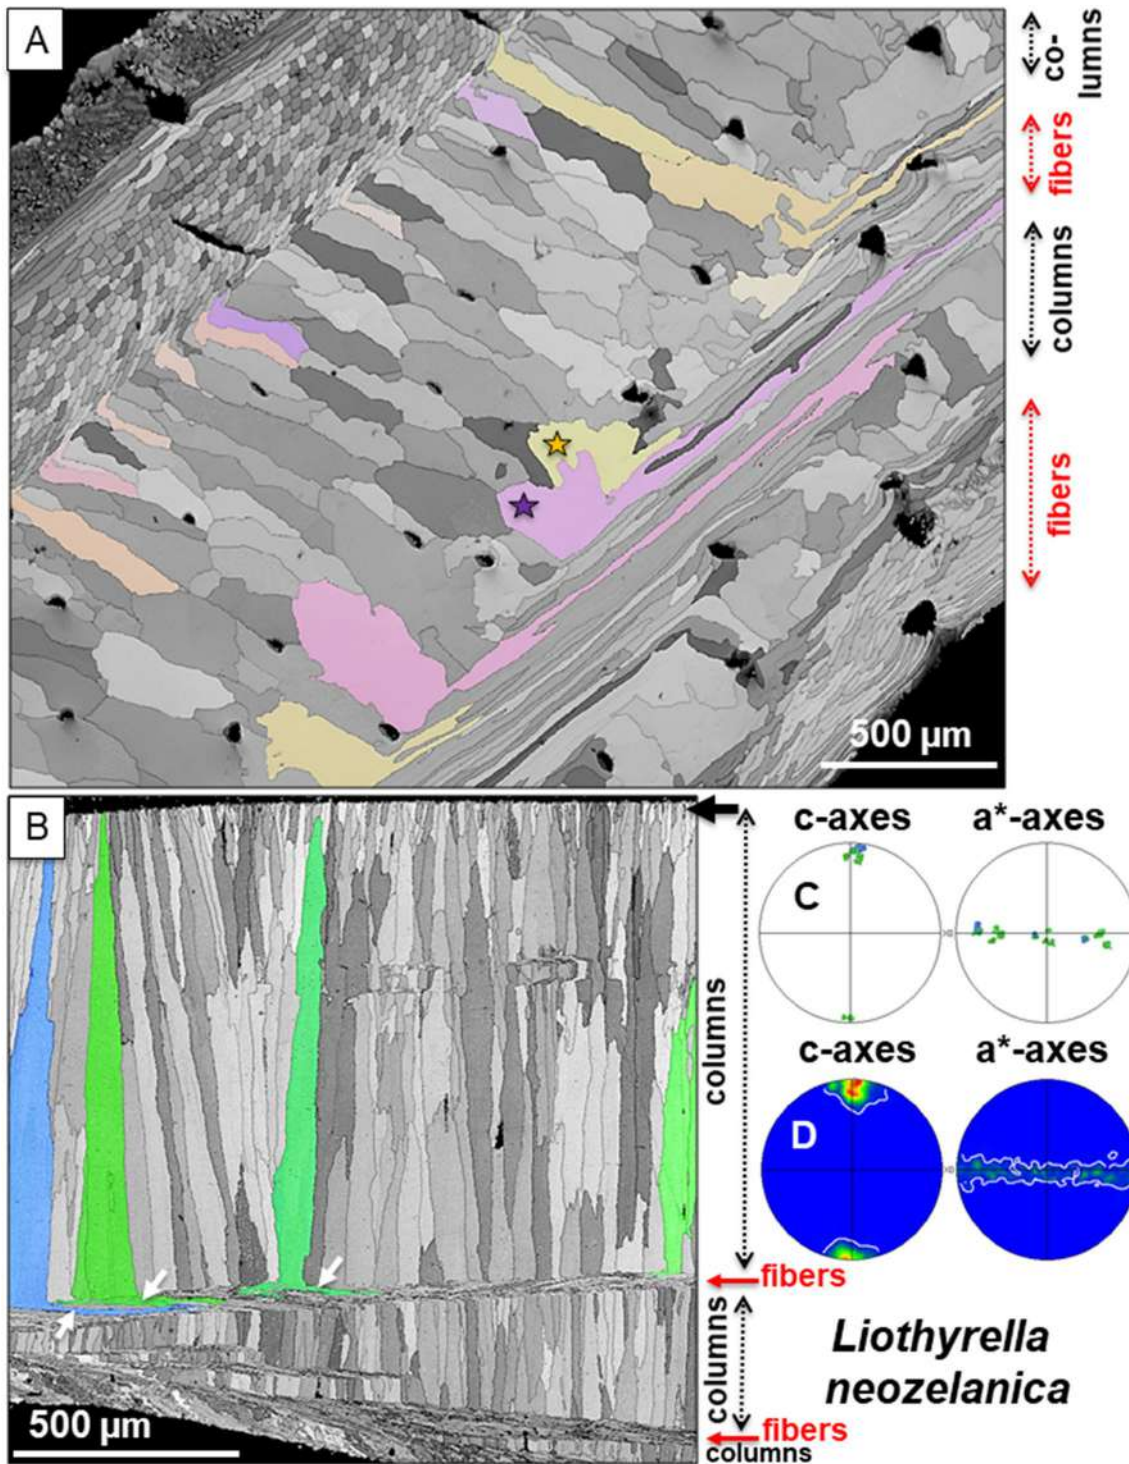 A
co-
lumns
fibers
columns
fibers
500 µm
B
c-axes
a*-axes
C
columns
c-axes
a*-axes
D
fibers
columns
Liothyrella
neozelanica
500 µm
fibers
columns